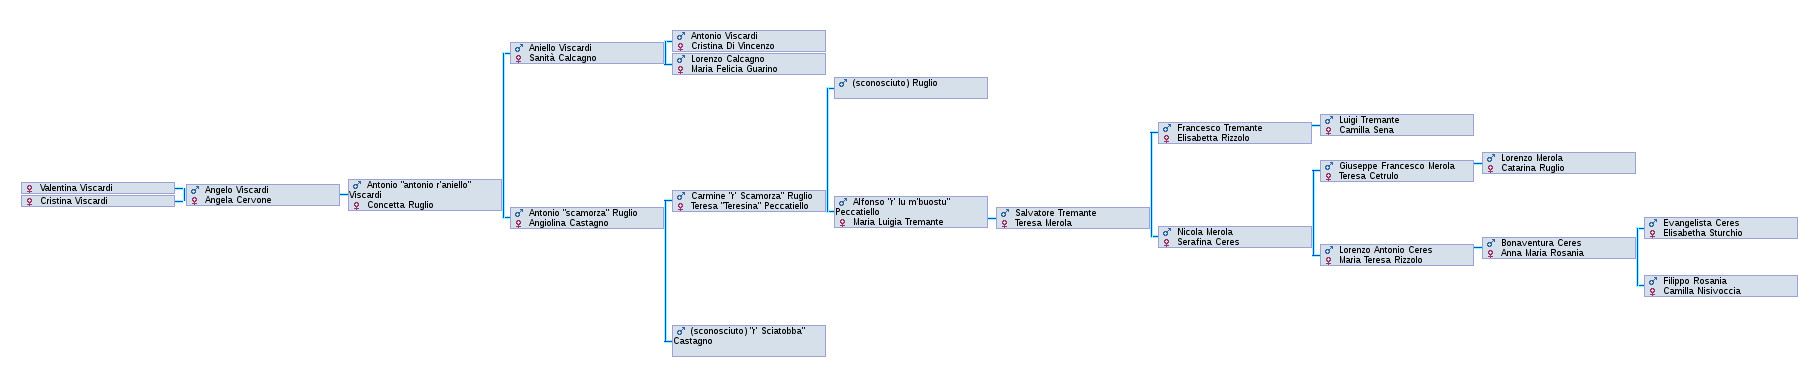 Valentina Viscardi
Cristina Viscardi
Angelo Viscardi
Angela Cervone
Antonio "antonio r'aniello"
Viscardi
Concetta Ruglio
Aniello Viscardi
Sanità Calcagno
Antonio "scamorza" Ruglio
Angiolina Castagno
Antonio Viscardi
Cristina Di Vincenzo
Lorenzo Calcagno
Maria Felicia Guarino
Carmine "r' Scamorza" Ruglio
Teresa "Teresina" Peccatiello
(sconosciuto) "r' Sciatobba"
Castagno
(sconosciuto) Ruglio
Alfonso "r' lu m'buostu"
Peccatiello
Maria Luigia Tremante
Salvatore Tremante
Teresa Merola
Francesco Tremante
Elisabetta Rizzolo
Nicola Merola
Serafina Ceres
Luigi Tremante
Camilla Sena
Giuseppe Francesco Merola
Teresa Cetrulo
Lorenzo Antonio Ceres
Maria Teresa Rizzolo
Lorenzo Merola
Catarina Ruglio
Bonaventura Ceres
Anna Maria Rosania
Evangelista Ceres
Elisabetha Sturchio
Filippo Rosania
Camilla Nisivoccia